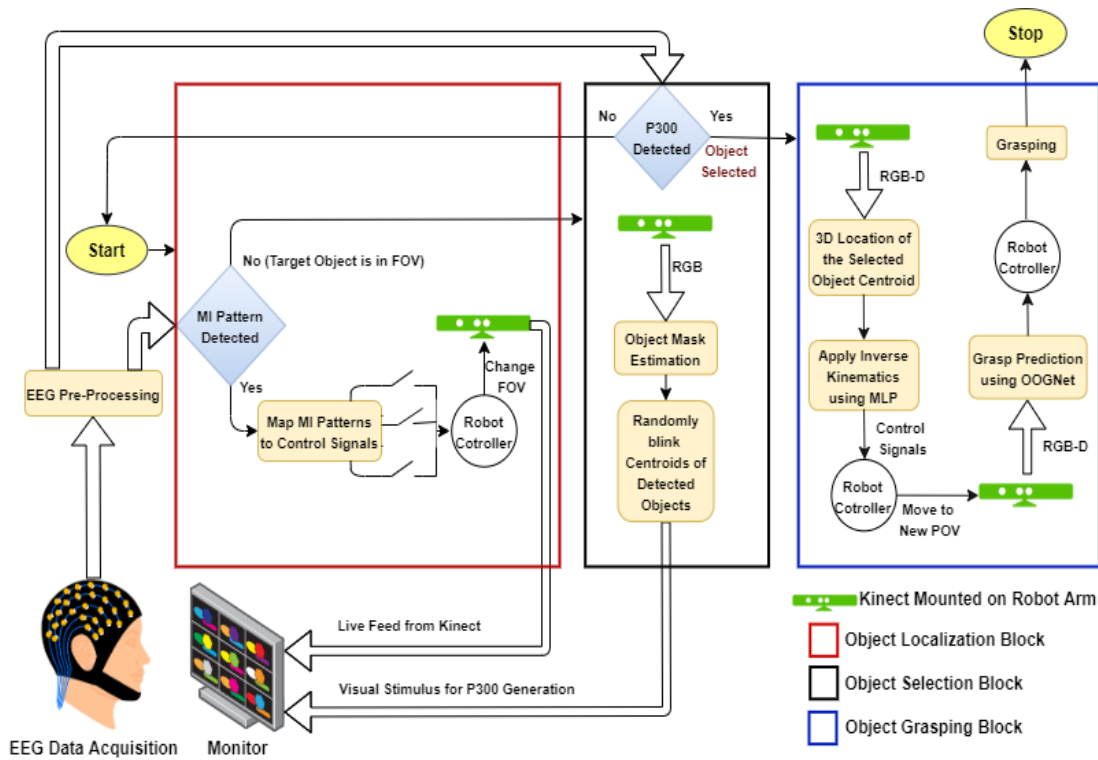 Stop
No
Yes
P300
Detected
Object
Selected
Start
No (Target Object is in FOV)
MI Pattern
Detected
Yes
EEG Pre-Processing
Map MI Patterns
to Control Signals
Change
FOV
Robot
Cotroller
RGB
Object Mask
Estimation
Randomly
blink
Centroids of
Detected
Objects
RGB-D
3D Location of
the Selected
Object Centroid
Apply Inverse
Kinematics
using MLP
Control
Signals
Robot
Cotroller
Move to
New POV
RGB-D
Grasp Prediction
using OOGNet
Robot
Cotroller
Grasping
Live Feed from Kinect
Visual Stimulus for P300 Generation
EEG Data Acquisition
Monitor
Kinect Mounted on Robot Arm
Object Localization Block
Object Selection Block
Object Grasping Block